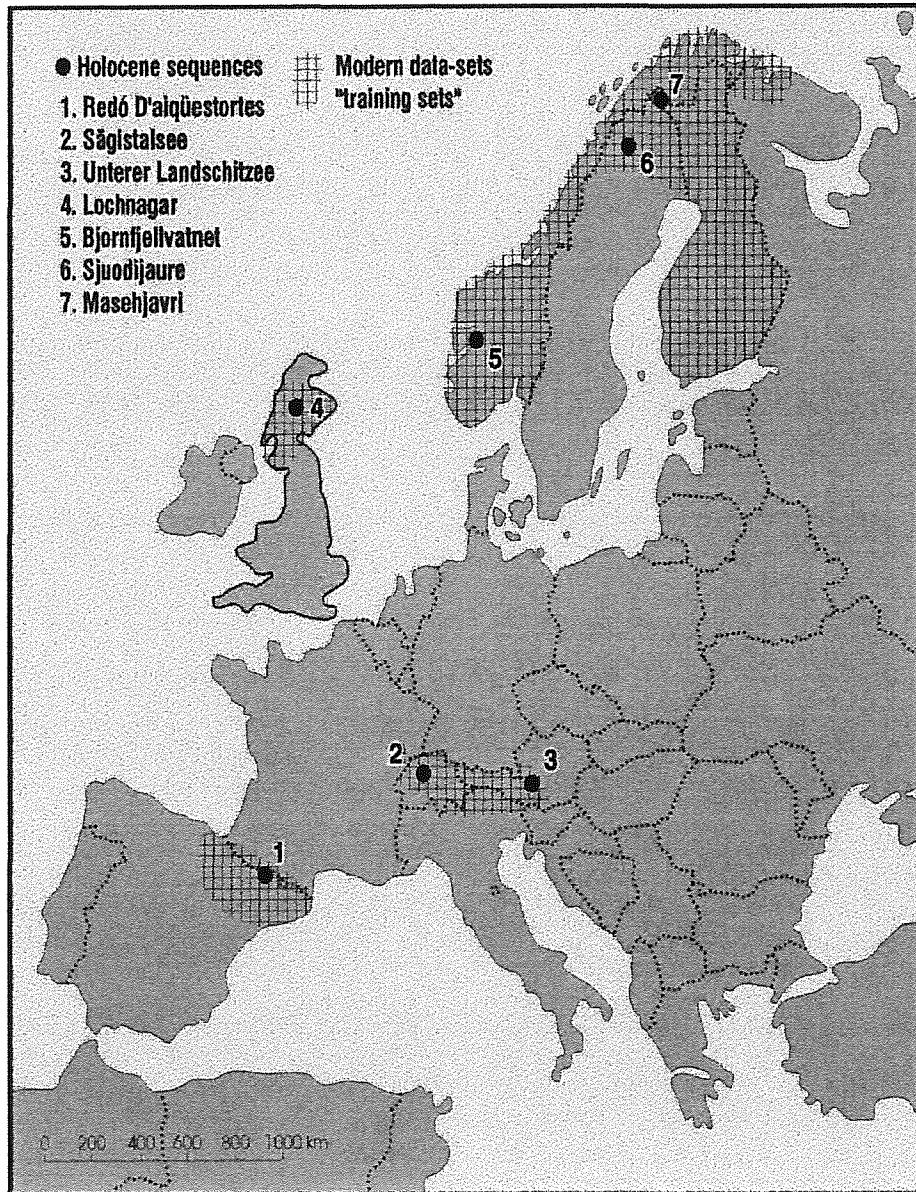 Holocene sequences
1. Redó D'aiqüestortes
2. Sägistalsee
3. Unterer Landschitzee
4. Lochnagar
5. Bjornfjellvatnet
6. Sjuodijaure
7. Masehjavri
Modern data-sets
"training sets"
7
6
5
4
2
3
1
0 200 400 600 800 1000 km